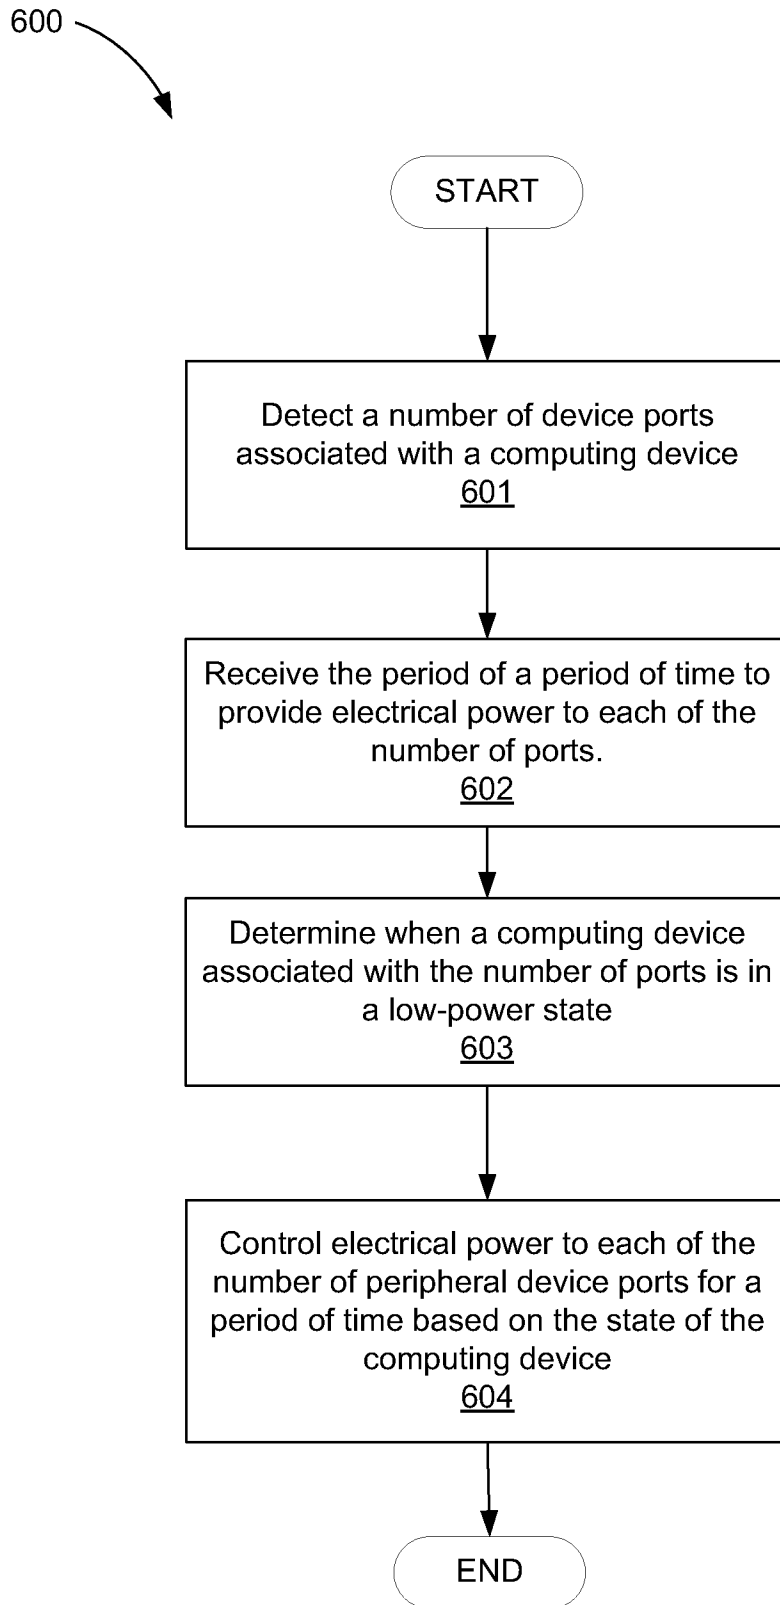 600
START
Detect a number of device ports
associated with a computing device
601
Receive the period of a period of time to
provide electrical power to each of the
number of ports.
602
Determine when a computing device
associated with the number of ports is in
a low-power state
603
Control electrical power to each of the
number of peripheral device ports for a
period of time based on the state of the
computing device
604
END